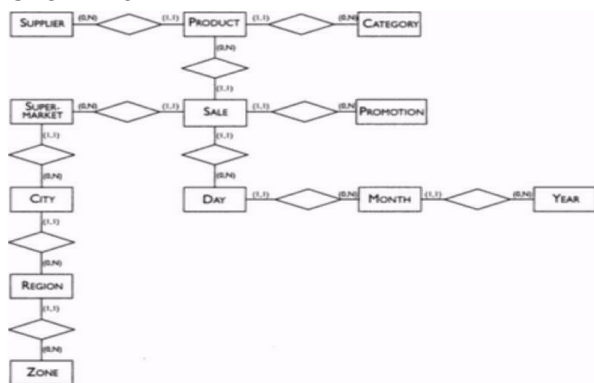 SUPPLIER (0,N) (1,1) PRODUCT (1,1) (0,N) CATEGORY
(0,N)
(1,1)
SUPER-
MARKET (0,N) (1,1) SALE (1,1) (0,N) PROMOTION
(1,1) (1,1)
(0,N) (0,N)
CITY DAY (1,1) (0,N) MONTH (1,1) (0,N) YEAR
(1,1)
(0,N)
REGION
(1,1)
(0,N)
ZONE